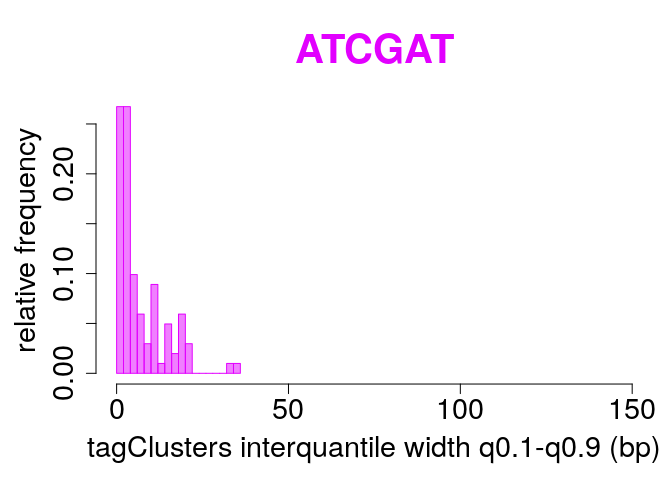 ATCGAT
relative frequency
0.20
0.10
0.00
0 50 100 150
tagClusters interquantile width q0.1-q0.9 (bp)